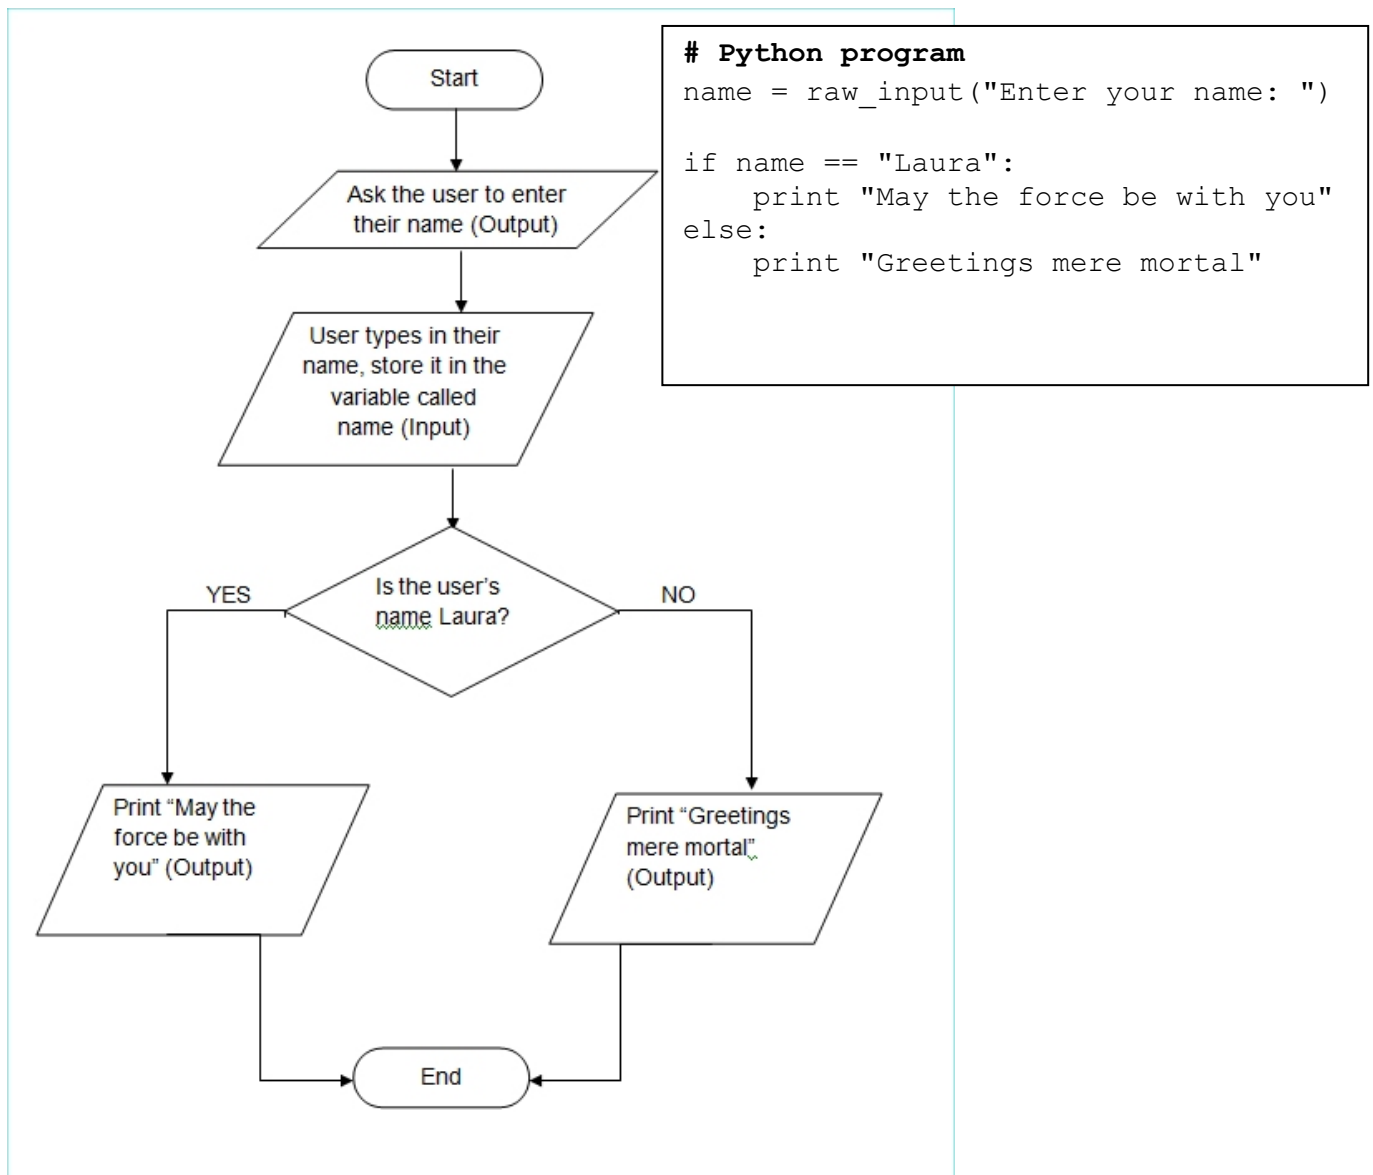 Start
Ask the user to enter
their name (Output)
User types in their
name, store it in the
variable called
name (Input)
Is the user’s
name Laura?
YES
NO
Print “May the
force be with
you” (Output)
Print “Greetings
mere mortal”
(Output)
End
# Python program
name = raw_input("Enter your name: ")
if name == "Laura":
    print "May the force be with you"
else:
    print "Greetings mere mortal"